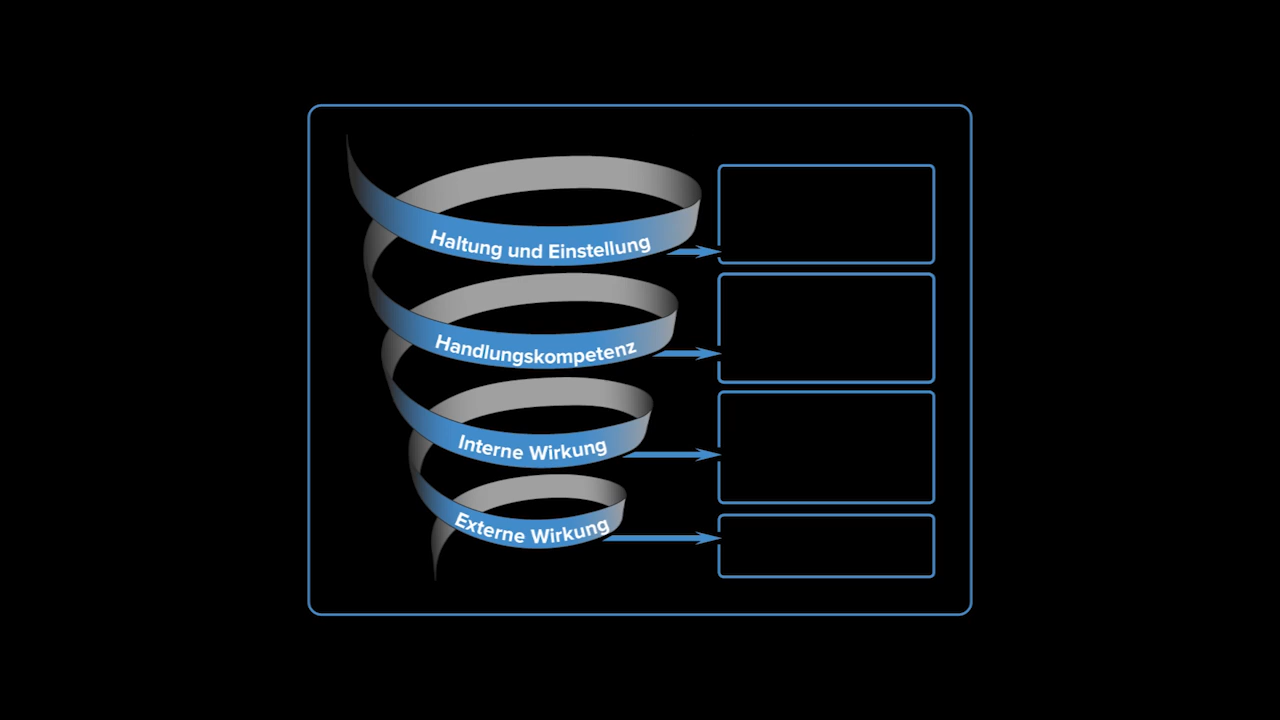 Haltung und Einstellung
Handlungskompetenz
Interne Wirkung
Externe Wirkung